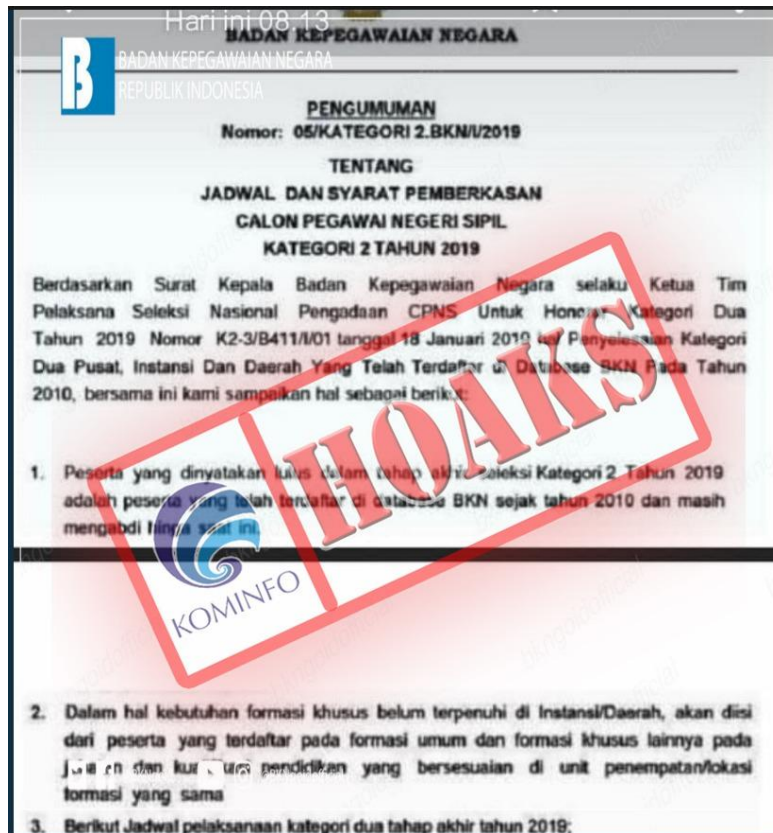 Hari ini 08.13
BADAN KEPEGAWAIAN NEGARA
BADAN KEPEGAWAIAN NEGARA
REPUBLIK INDONESIA
PENGUMUMAN
Nomor: 05/KATEGORI 2.BKN/I/2019
TENTANG
JADWAL DAN SYARAT PEMBERKASAN
CALON PEGAWAI NEGERI SIPIL
KATEGORI 2 TAHUN 2019
Berdasarkan Surat Kepala Badan Kepegawaian Negara selaku Ketua Tim
Pelaksana Seleksi Nasional Pengadaan CPNS Untuk Honorer Kategori Dua
Tahun 2019 Nomor K2-3/B411/I/01 tanggal 18 Januari 2019 hal Penyelesaian Kategori
Dua Pusat, Instansi Dan Daerah Yang Telah Terdaftar di Database BKN Pada Tahun
2010, bersama ini kami sampaikan hal sebagai berikut:
HOAKS
1. Peserta yang dinyatakan lulus dalam tahap akhir seleksi Kategori 2 Tahun 2019
adalah peserta yang telah terdaftar di database BKN sejak tahun 2010 dan masih
mengabdi hinga saat ini.
KOMINFO
2. Dalam hal kebutuhan formasi khusus belum terpenuhi di Instansi/Daerah, akan diisi
dari peserta yang terdaftar pada formasi umum dan formasi khusus lainnya pada
dan pendidikan yang bersesuaian di unit penempatan/lokasi
formasi yang sama
3. Berikut Jadwal pelaksanaan kategori dua tahap akhir tahun 2019: